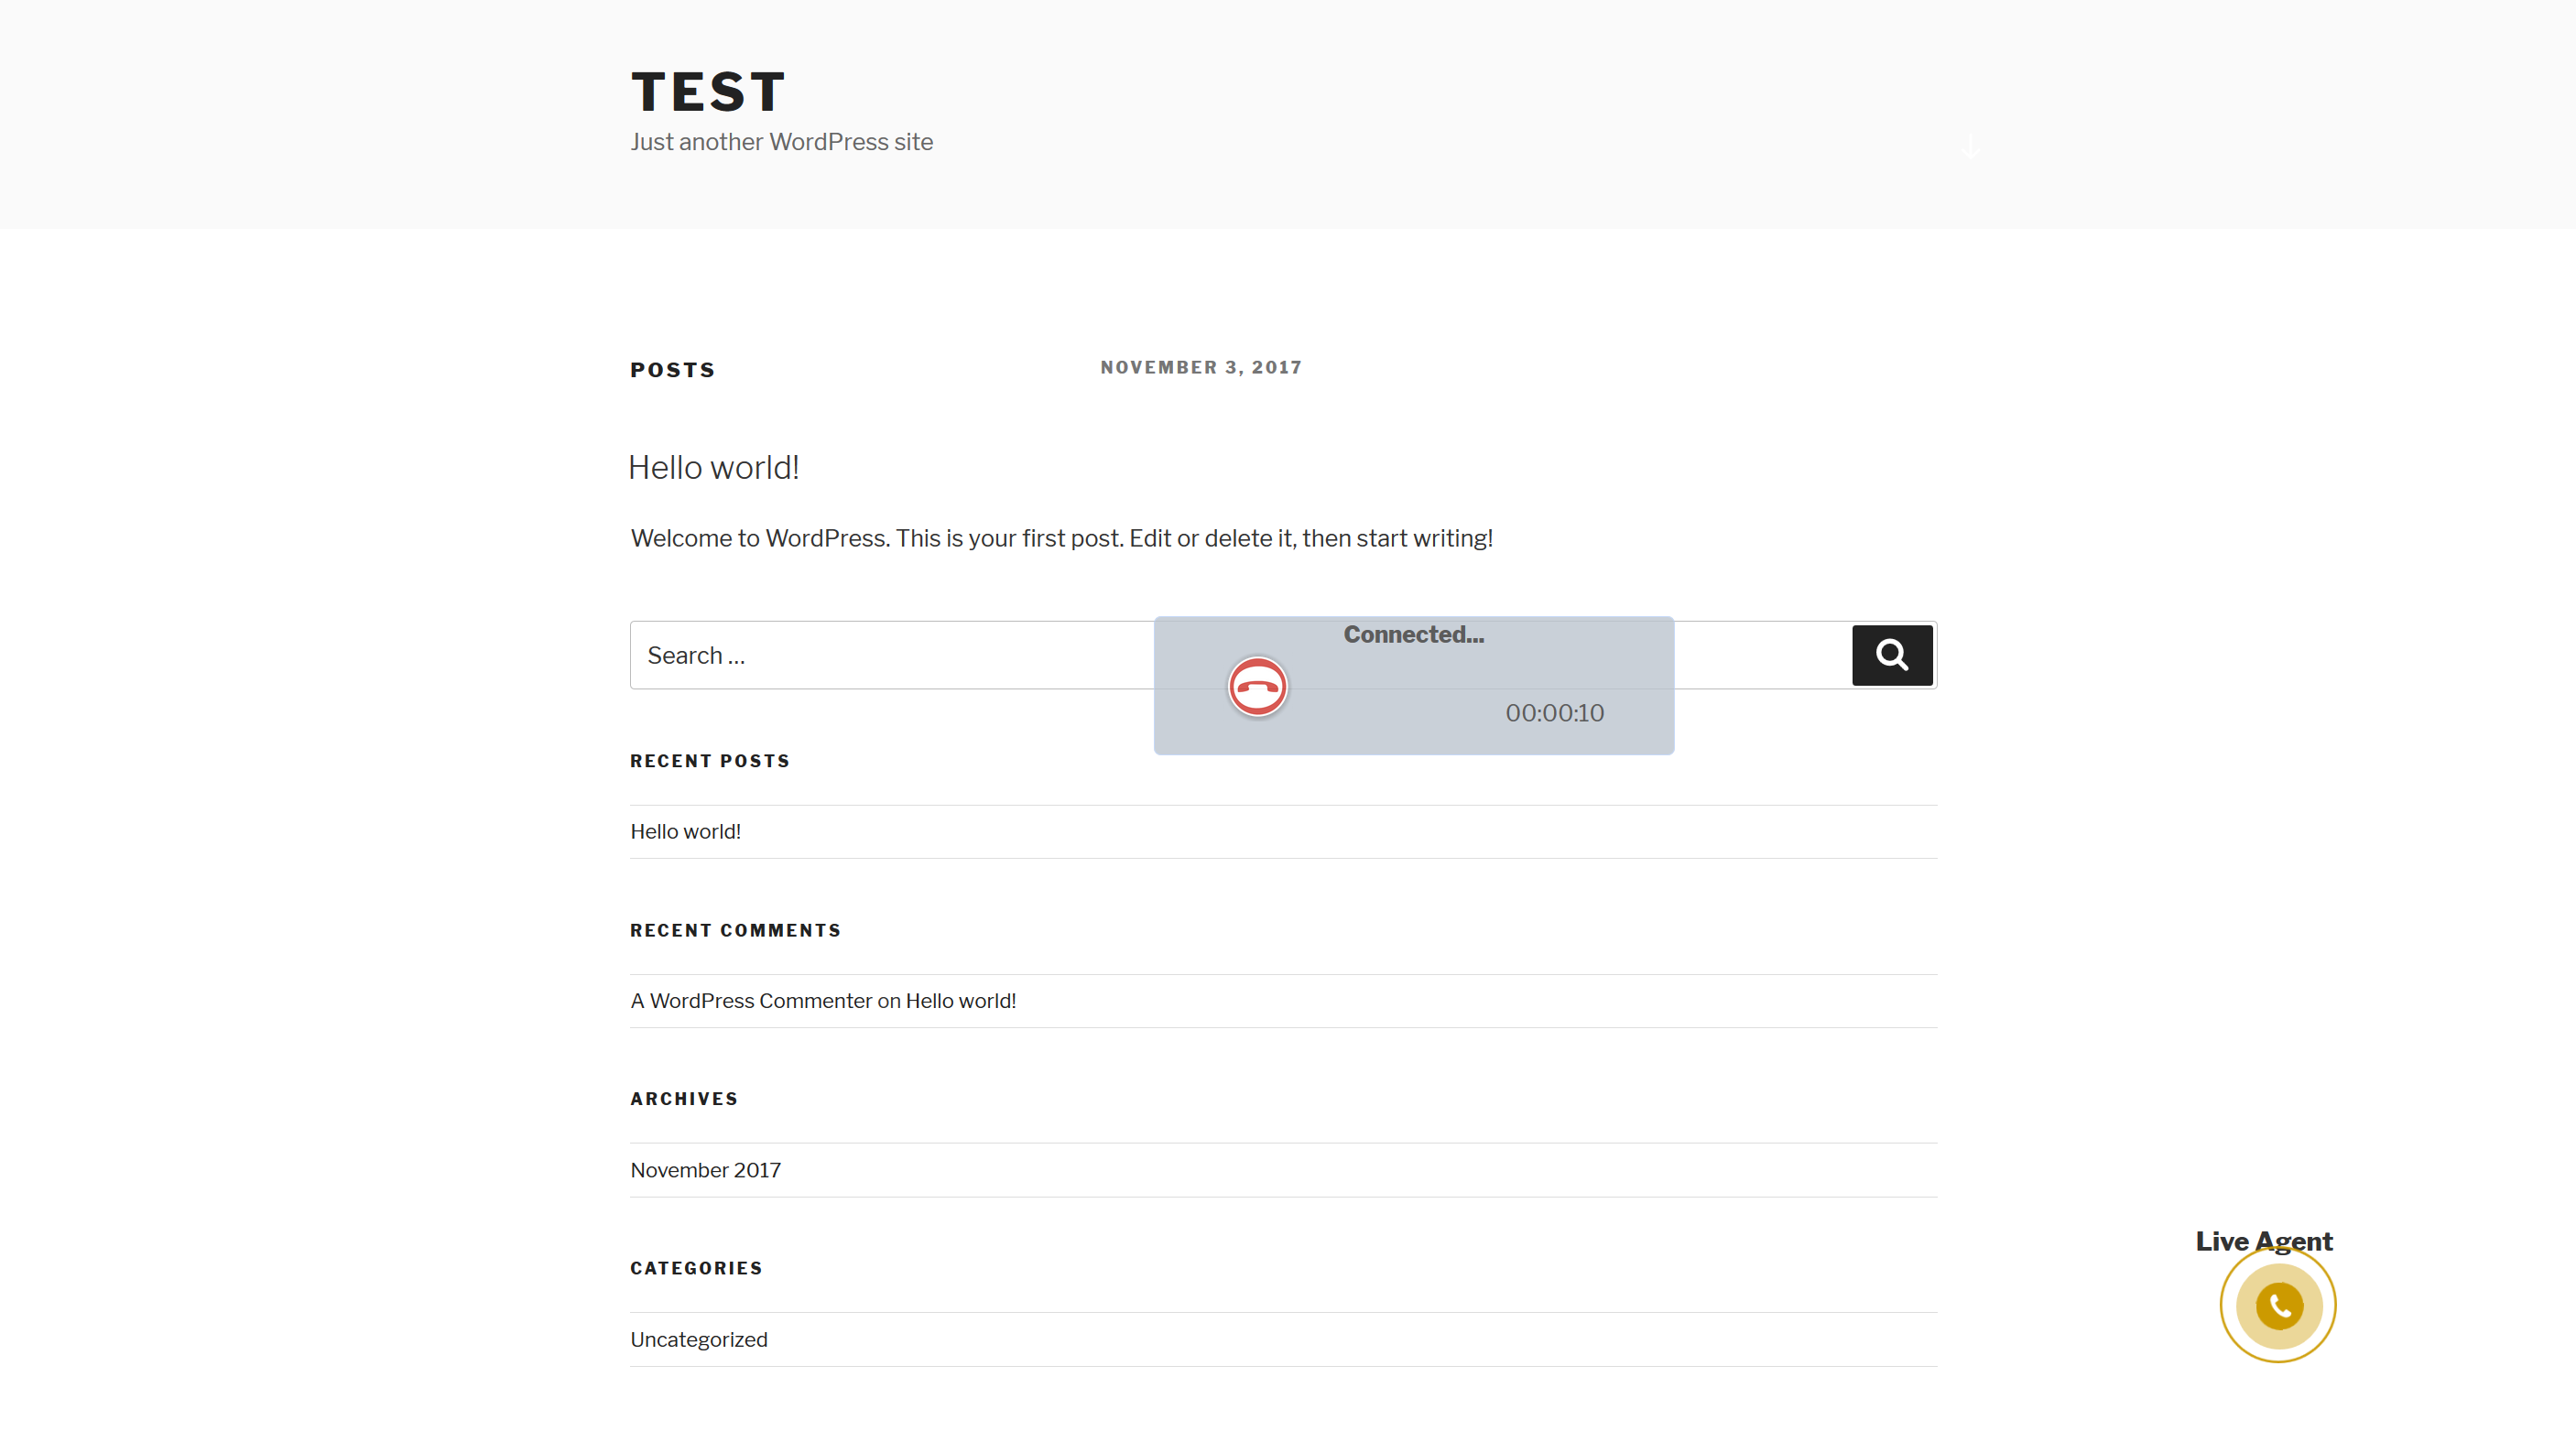 TEST
Just another WordPress site
POSTS
NOVEMBER 3, 2017
Hello world!
Welcome to WordPress. This is your first post. Edit or delete it, then start writing!
Search …
Connected...
00:00:10
RECENT POSTS
Hello world!
RECENT COMMENTS
A WordPress Commenter on Hello world!
ARCHIVES
November 2017
Live Agent
CATEGORIES
Uncategorized